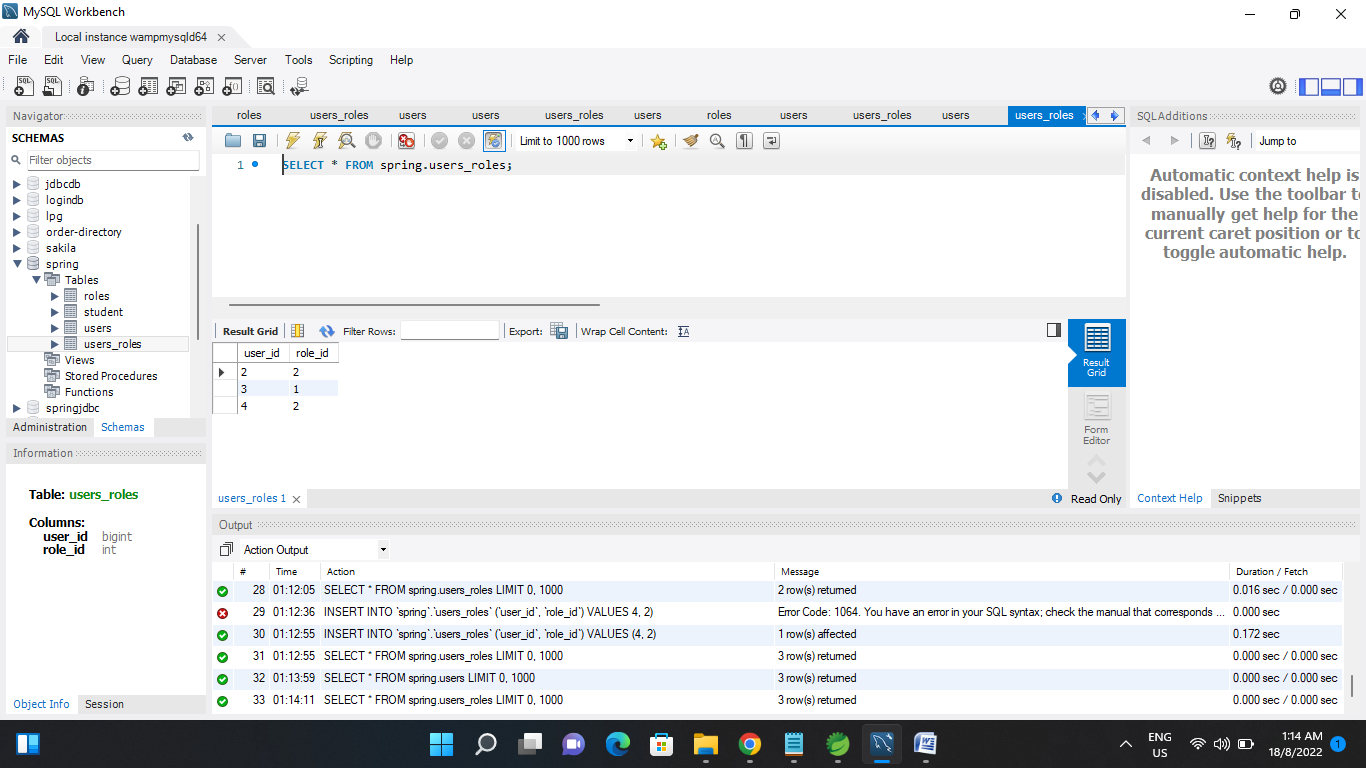 MySQL Workbench
Local instance wampmysqld64
File Edit View Query Database Server Tools Scripting Help
Navigator
SCHEMAS
Filter objects
jdbcdb
logindb
lpg
order-directory
sakila
spring
Tables
roles
student
users
users_roles
Views
Stored Procedures
Functions
springjdbc
Administration Schemas
Information
Table: users_roles
Columns:
user_id bigint
role_id int
Object Info Session
roles users_roles users users users_roles users roles users users_roles users users_roles
Limit to 1000 rows
1 SELECT * FROM spring.users_roles;
Result Grid Filter Rows: Export: Wrap Cell Content:
user_id role_id
2 2
3 1
4 2
Result Grid
Form Editor
users_roles 1
Read Only
SQLAdditions
Jump to
Automatic context help is
disabled. Use the toolbar to
manually get help for the
current caret position or to
toggle automatic help.
Context Help Snippets
Output
Action Output
# Time Action Message Duration / Fetch
28 01:12:05 SELECT * FROM spring.users_roles LIMIT 0, 1000 2 row(s) returned 0.016 sec / 0.000 sec
29 01:12:36 INSERT INTO `spring`.`users_roles` (`user_id`, `role_id`) VALUES 4, 2) Error Code: 1064. You have an error in your SQL syntax; check the manual that corresponds ... 0.000 sec
30 01:12:55 INSERT INTO `spring`.`users_roles` (`user_id`, `role_id`) VALUES (4, 2) 1 row(s) affected 0.172 sec
31 01:12:55 SELECT * FROM spring.users_roles LIMIT 0, 1000 3 row(s) returned 0.000 sec / 0.000 sec
32 01:13:59 SELECT * FROM spring.users LIMIT 0, 1000 3 row(s) returned 0.000 sec / 0.000 sec
33 01:14:11 SELECT * FROM spring.users_roles LIMIT 0, 1000 3 row(s) returned 0.000 sec / 0.000 sec
ENG
US
1:14 AM
18/8/2022
1